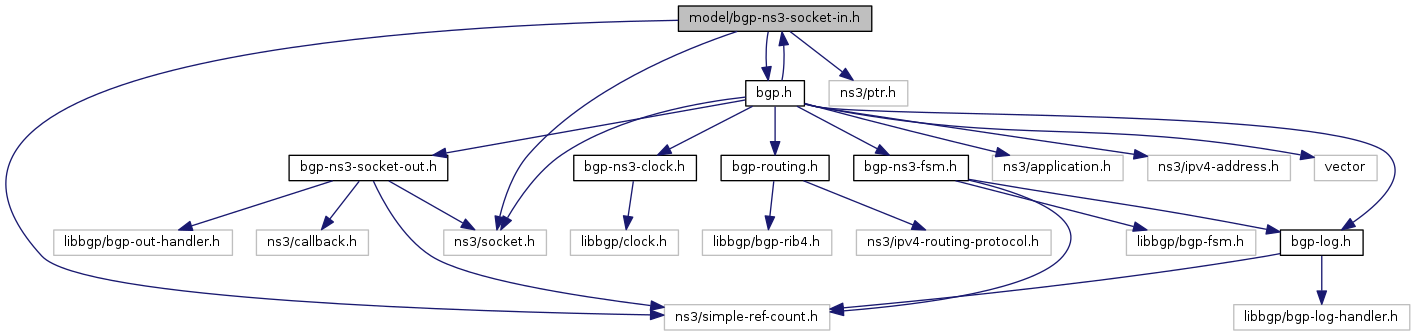 model/bgp-ns3-socket-in.h
bgp.h
ns3/ptr.h
bgp-ns3-socket-out.h
bgp-ns3-clock.h
bgp-routing.h
bgp-ns3-fsm.h
ns3/application.h
ns3/ipv4-address.h
vector
libbgp/bgp-out-handler.h
ns3/callback.h
ns3/socket.h
libbgp/clock.h
libbgp/bgp-rib4.h
ns3/ipv4-routing-protocol.h
libbgp/bgp-fsm.h
bgp-log.h
ns3/simple-ref-count.h
libbgp/bgp-log-handler.h